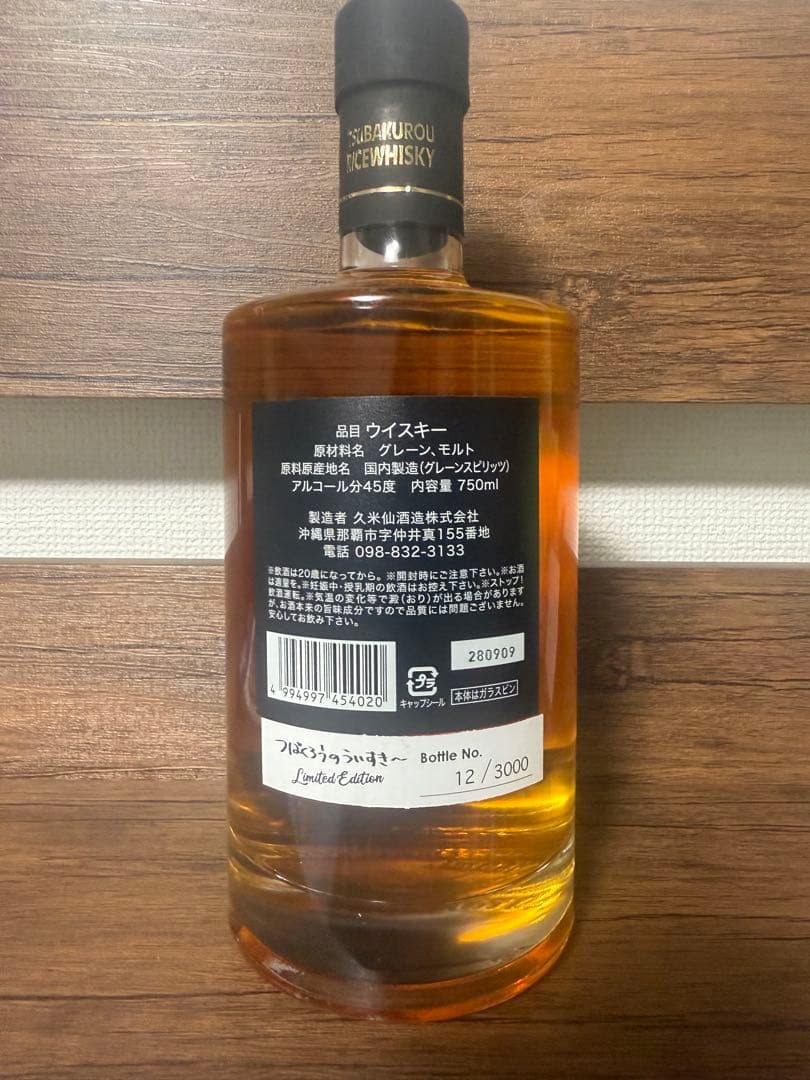 TSUBAKUROU
RICEWHISKY
品目 ウイスキー
原材料名 グレーン、モルト
原料原産地名 国内製造(グレーンスピリッツ)
アルコール分45度 内容量 750ml
製造者 久米仙酒造株式会社
沖縄県那覇市字仲井真155番地
電話 098-832-3133
※飲酒は20歳になってから。※開封時にご注意下さい。※お酒
は適量を。※妊娠中・授乳期の飲酒はお控え下さい。※ストップ!
飲酒運転。※気温の変化等で澱(おり)が出る場合があります
が、お酒本来の旨味成分ですので品質には問題ございません。
安心してお飲み下さい。
280909
4 994997 454020
プラ
キャップシール
本体はガラスビン
つばくろうのうぃすき〜
Limited Edition
Bottle No.
12 / 3000